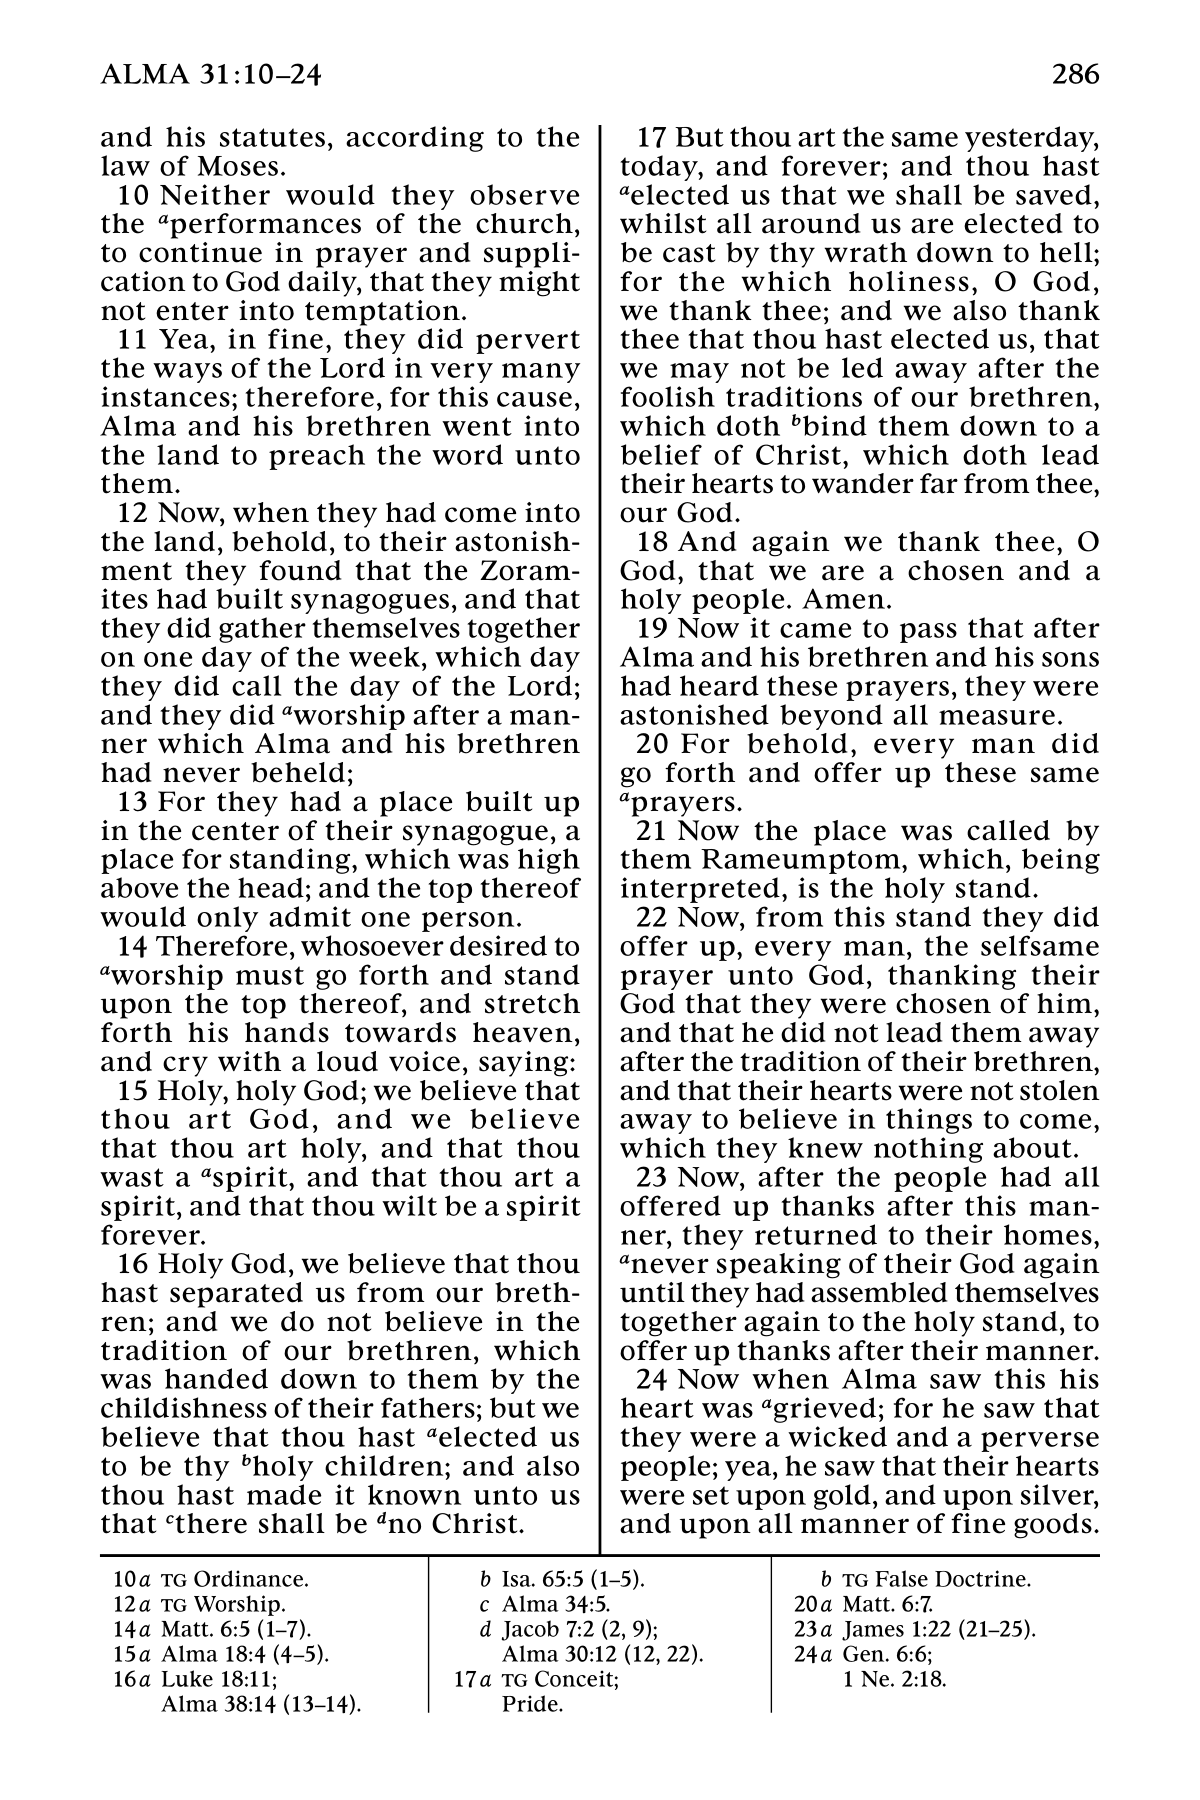 ALMA 31:10–24
286
and his statutes, according to the
law of Moses.
10 Neither would they observe
the ᵃperformances of the church,
to continue in prayer and suppli-
cation to God daily, that they might
not enter into temptation.
11 Yea, in fine, they did pervert
the ways of the Lord in very many
instances; therefore, for this cause,
Alma and his brethren went into
the land to preach the word unto
them.
12 Now, when they had come into
the land, behold, to their astonish-
ment they found that the Zoram-
ites had built synagogues, and that
they did gather themselves together
on one day of the week, which day
they did call the day of the Lord;
and they did ᵃworship after a man-
ner which Alma and his brethren
had never beheld;
13 For they had a place built up
in the center of their synagogue, a
place for standing, which was high
above the head; and the top thereof
would only admit one person.
14 Therefore, whosoever desired to
ᵃworship must go forth and stand
upon the top thereof, and stretch
forth his hands towards heaven,
and cry with a loud voice, saying:
15 Holy, holy God; we believe that
thou art God, and we believe
that thou art holy, and that thou
wast a ᵃspirit, and that thou art a
spirit, and that thou wilt be a spirit
forever.
16 Holy God, we believe that thou
hast separated us from our breth-
ren; and we do not believe in the
tradition of our brethren, which
was handed down to them by the
childishness of their fathers; but we
believe that thou hast ᵃelected us
to be thy ᵇholy children; and also
thou hast made it known unto us
that ᶜthere shall be ᵈno Christ.
17 But thou art the same yesterday,
today, and forever; and thou hast
ᵃelected us that we shall be saved,
whilst all around us are elected to
be cast by thy wrath down to hell;
for the which holiness, O God,
we thank thee; and we also thank
thee that thou hast elected us, that
we may not be led away after the
foolish traditions of our brethren,
which doth ᵇbind them down to a
belief of Christ, which doth lead
their hearts to wander far from thee,
our God.
18 And again we thank thee, O
God, that we are a chosen and a
holy people. Amen.
19 Now it came to pass that after
Alma and his brethren and his sons
had heard these prayers, they were
astonished beyond all measure.
20 For behold, every man did
go forth and offer up these same
ᵃprayers.
21 Now the place was called by
them Rameumptom, which, being
interpreted, is the holy stand.
22 Now, from this stand they did
offer up, every man, the selfsame
prayer unto God, thanking their
God that they were chosen of him,
and that he did not lead them away
after the tradition of their brethren,
and that their hearts were not stolen
away to believe in things to come,
which they knew nothing about.
23 Now, after the people had all
offered up thanks after this man-
ner, they returned to their homes,
ᵃnever speaking of their God again
until they had assembled themselves
together again to the holy stand, to
offer up thanks after their manner.
24 Now when Alma saw this his
heart was ᵃgrieved; for he saw that
they were a wicked and a perverse
people; yea, he saw that their hearts
were set upon gold, and upon silver,
and upon all manner of fine goods.
10a TG Ordinance.
12a TG Worship.
14a Matt. 6:5 (1–7).
15a Alma 18:4 (4–5).
16a Luke 18:11;
Alma 38:14 (13–14).
b Isa. 65:5 (1–5).
c Alma 34:5.
d Jacob 7:2 (2, 9);
Alma 30:12 (12, 22).
17a TG Conceit;
Pride.
b TG False Doctrine.
20a Matt. 6:7.
23a James 1:22 (21–25).
24a Gen. 6:6;
1 Ne. 2:18.